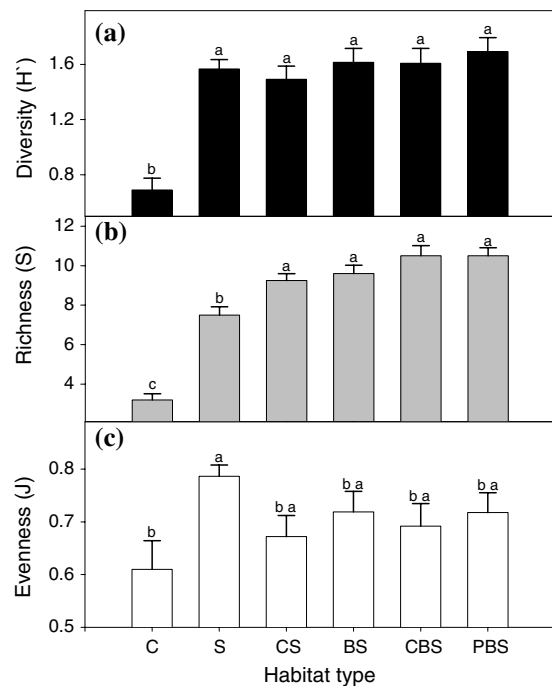 (a)
Diversity (H`)
1.6
1.2
0.8
b
a
a
a
a
a
(b)
Richness (S)
12
10
8
6
4
c
b
a
a
a
a
(c)
Evenness (J)
0.8
0.7
0.6
0.5
b
a
b a
b a
b a
b a
C S CS BS CBS PBS
Habitat type